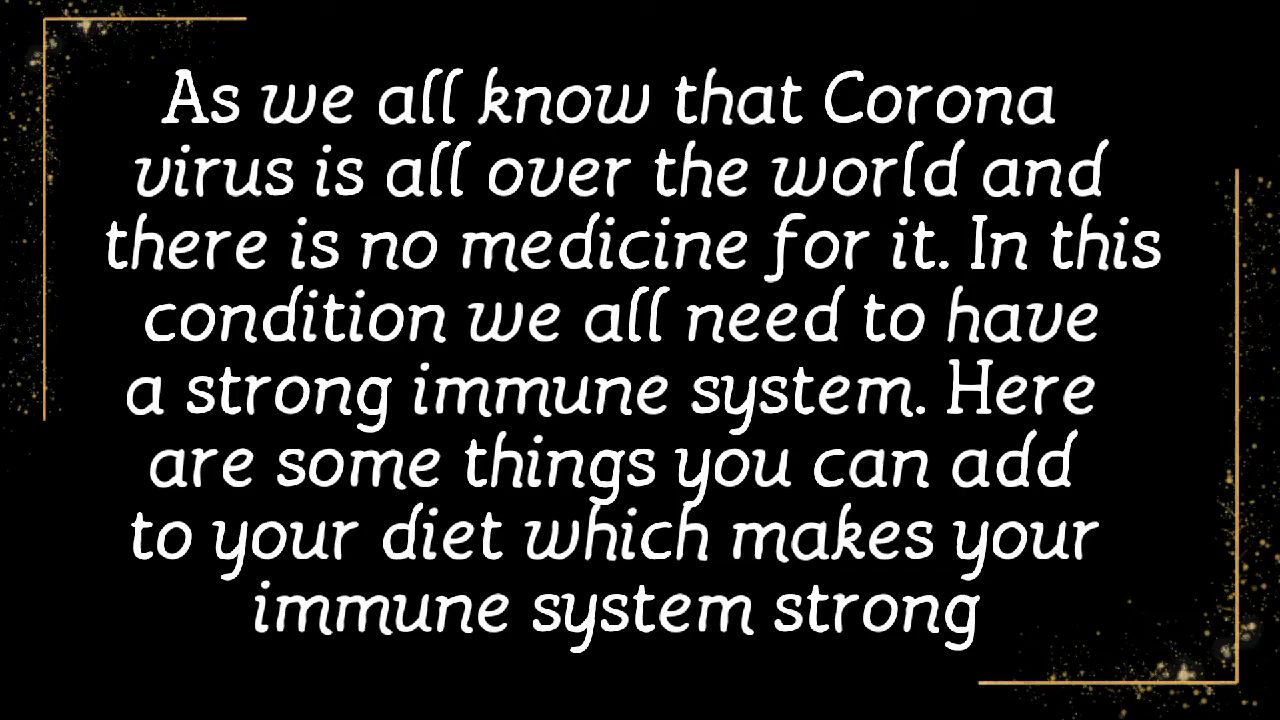 As we all know that Corona
virus is all over the world and
there is no medicine for it. In this
condition we all need to have
a strong immune system. Here
are some things you can add
to your diet which makes your
immune system strong